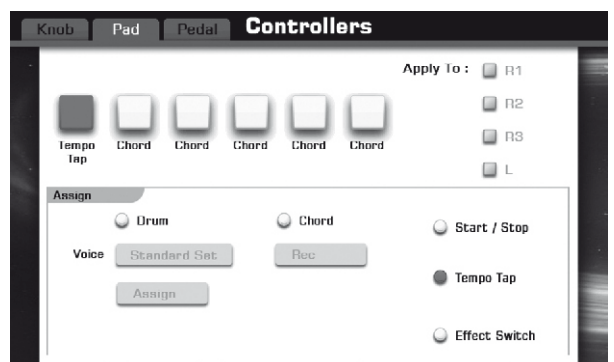 Knob Pad Pedal Controllers
Apply To : R1
R2
R3
L
Tempo Tap Chord Chord Chord Chord Chord
Assign
Drum Chord Start / Stop
Voice Standard Set Rec
Tempo Tap
Assign
Effect Switch